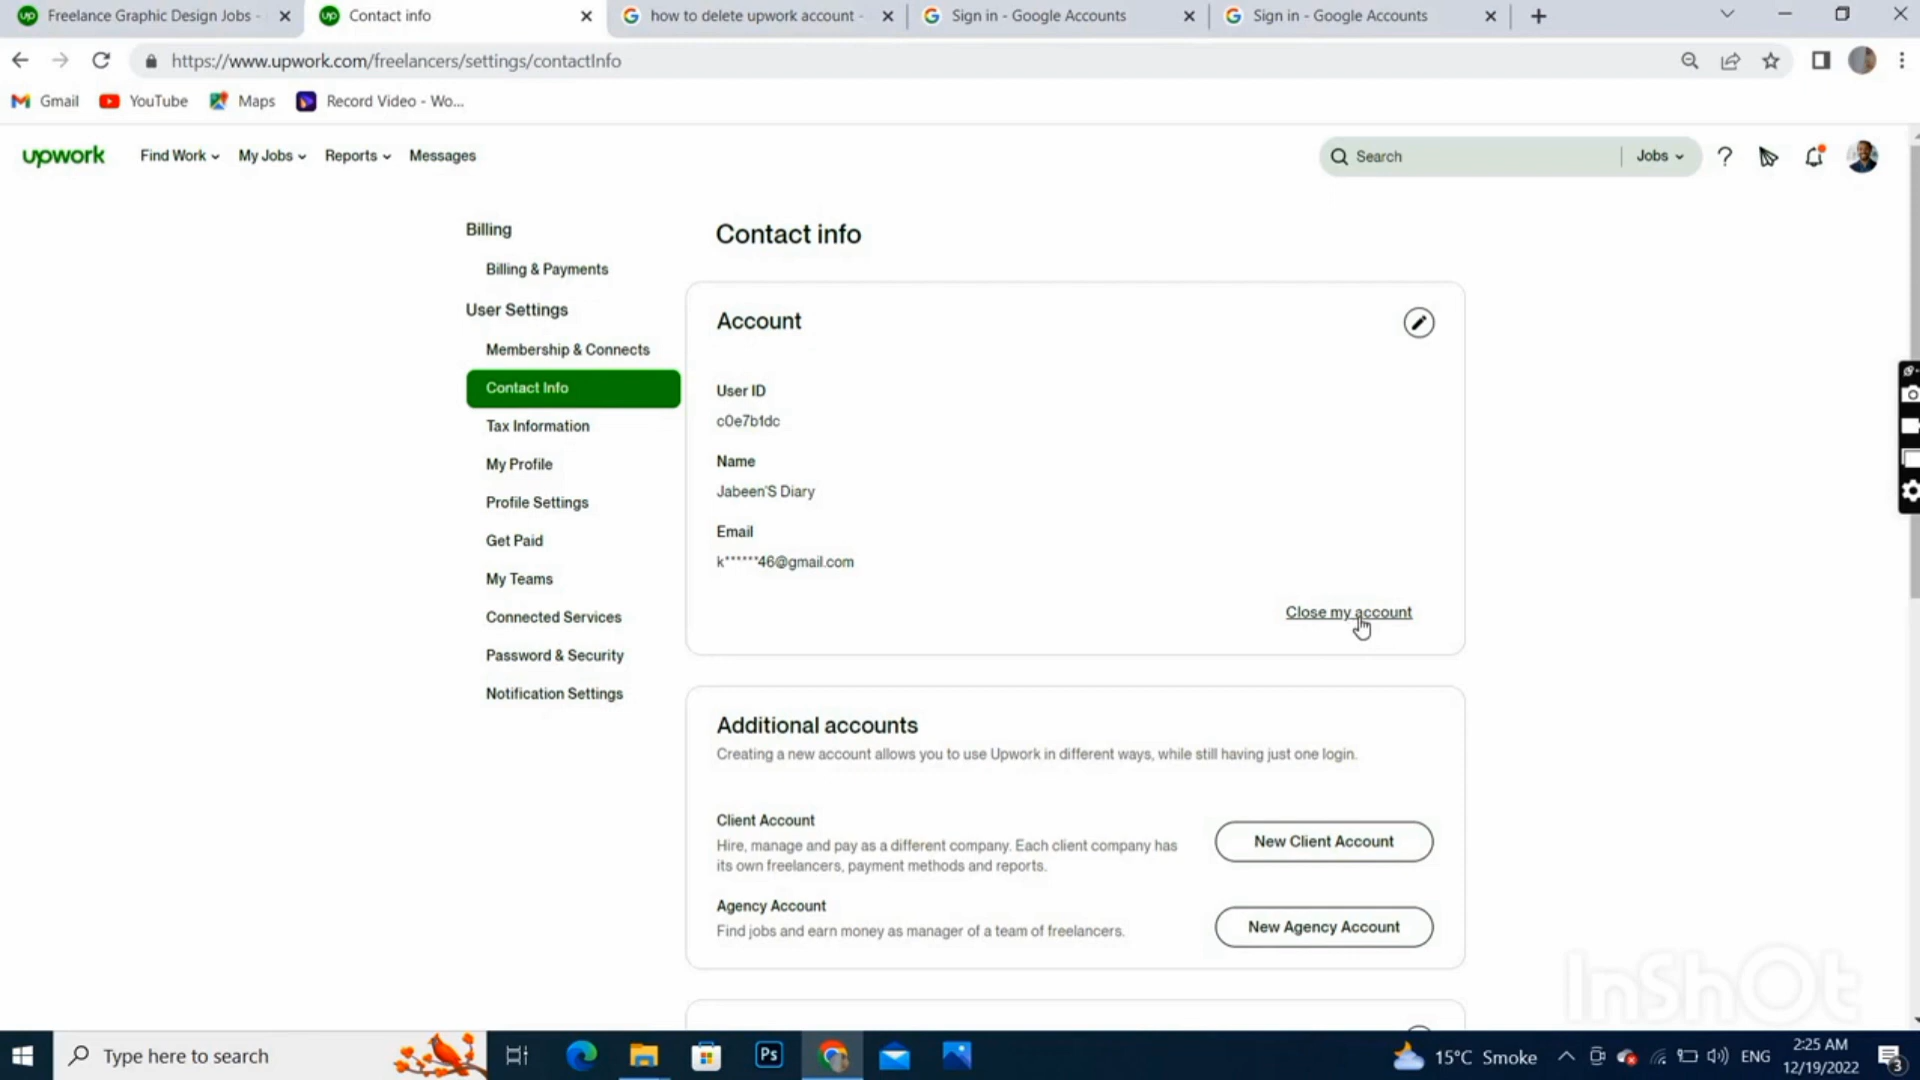 Freelance Graphic Design Jobs -
Contact info
how to delete upwork account -
Sign in - Google Accounts
Sign in - Google Accounts
https://www.upwork.com/freelancers/settings/contactInfo
Gmail
YouTube
Maps
Record Video - Wo...
upwork
Find Work
My Jobs
Reports
Messages
Search
Jobs
Billing
Billing & Payments
User Settings
Membership & Connects
Contact Info
Tax Information
My Profile
Profile Settings
Get Paid
My Teams
Connected Services
Password & Security
Notification Settings
Contact info
Account
User ID
c0e7b1dc
Name
Jabeen'S Diary
Email
k******46@gmail.com
Close my account
Additional accounts
Creating a new account allows you to use Upwork in different ways, while still having just one login.
Client Account
Hire, manage and pay as a different company. Each client company has
its own freelancers, payment methods and reports.
New Client Account
Agency Account
Find jobs and earn money as manager of a team of freelancers.
New Agency Account
InShOt
Type here to search
Ps
15°C Smoke
ENG
2:25 AM
12/19/2022
3